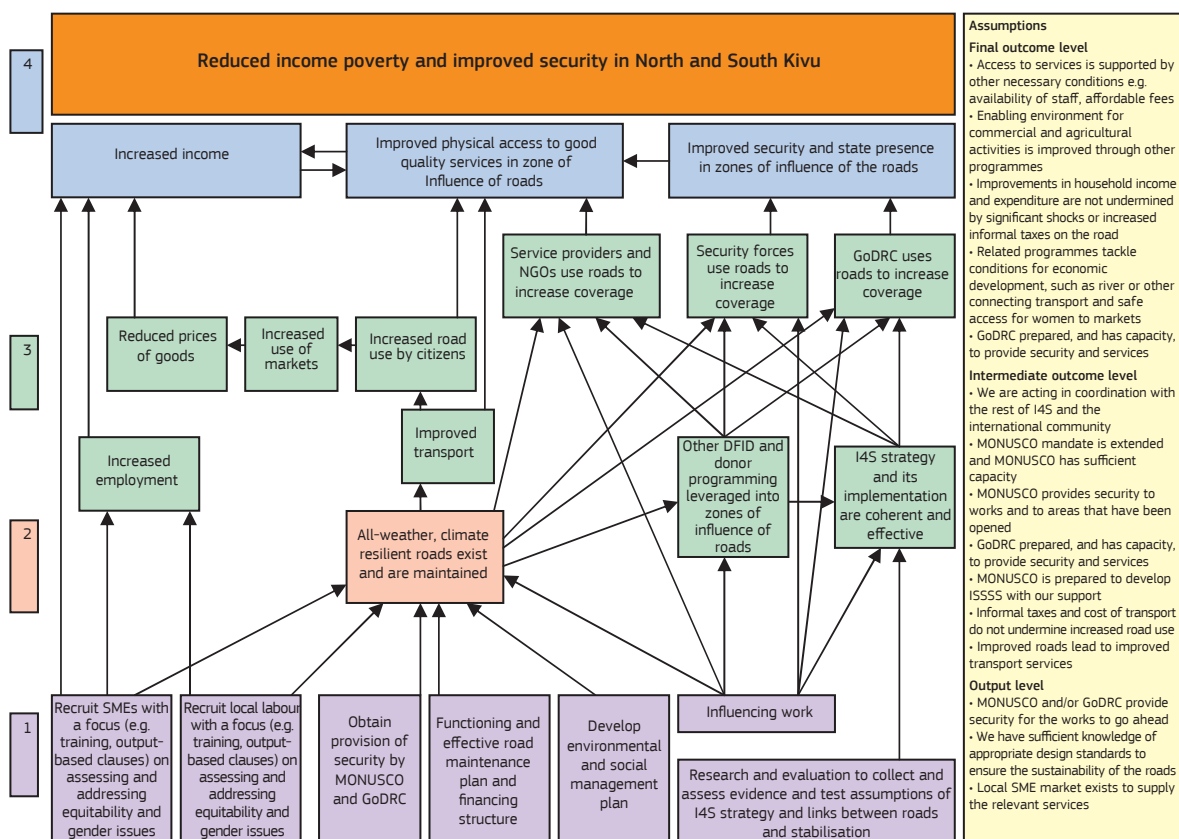 4
Reduced income poverty and improved security in North and South Kivu
Increased income
Improved physical access to good
quality services in zone of
Influence of roads
Improved security and state presence
in zones of influence of the roads
3
Service providers and
NGOs use roads to
increase coverage
Security forces
use roads to
increase
coverage
GoDRC uses
roads to increase
coverage
Reduced prices
of goods
Increased
use of
markets
Increased road
use by citizens
Improved
transport
Increased
employment
Other DFID and
donor
programming
leveraged into
zones of
influence of
roads
I4S strategy
and its
implementation
are coherent and
effective
2
All-weather, climate
resilient roads exist
and are maintained
1
Recruit SMEs with
a focus (e.g.
training, output-
based clauses) on
assessing and
addressing
equitability and
gender issues
Recruit local labour
with a focus (e.g.
training, output-
based clauses) on
assessing and
addressing
equitability and
gender issues
Obtain
provision of
security by
MONUSCO
and GoDRC
Functioning and
effective road
maintenance
plan and
financing
structure
Develop
environmental
and social
management
plan
Influencing work
Research and evaluation to collect and
assess evidence and test assumptions of
I4S strategy and links between roads
and stabilisation
Assumptions
Final outcome level
• Access to services is supported by
other necessary conditions e.g.
availability of staff, affordable fees
• Enabling environment for
commercial and agricultural
activities is improved through other
programmes
• Improvements in household income
and expenditure are not undermined
by significant shocks or increased
informal taxes on the road
• Related programmes tackle
conditions for economic
development, such as river or other
connecting transport and safe
access for women to markets
• GoDRC prepared, and has capacity,
to provide security and services
Intermediate outcome level
• We are acting in coordination with
the rest of I4S and the
international community
• MONUSCO mandate is extended
and MONUSCO has sufficient
capacity
• MONUSCO provides security to
works and to areas that have been
opened
• GoDRC prepared, and has capacity,
to provide security and services
• MONUSCO is prepared to develop
ISSSS with our support
• Informal taxes and cost of transport
do not undermine increased road use
• Improved roads lead to improved
transport services
Output level
• MONUSCO and/or GoDRC provide
security for the works to go ahead
• We have sufficient knowledge of
appropriate design standards to
ensure the sustainability of the roads
• Local SME market exists to supply
the relevant services